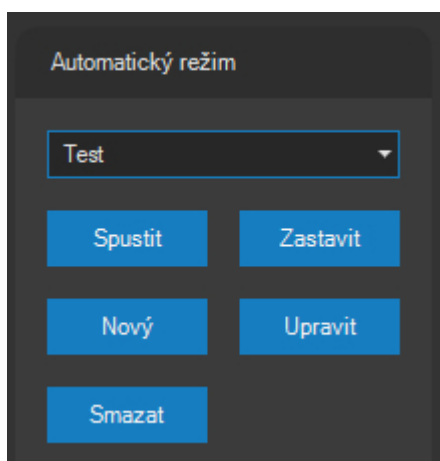 Automatický režim
Test
Spustit Zastavit
Nový Upravit
Smazat